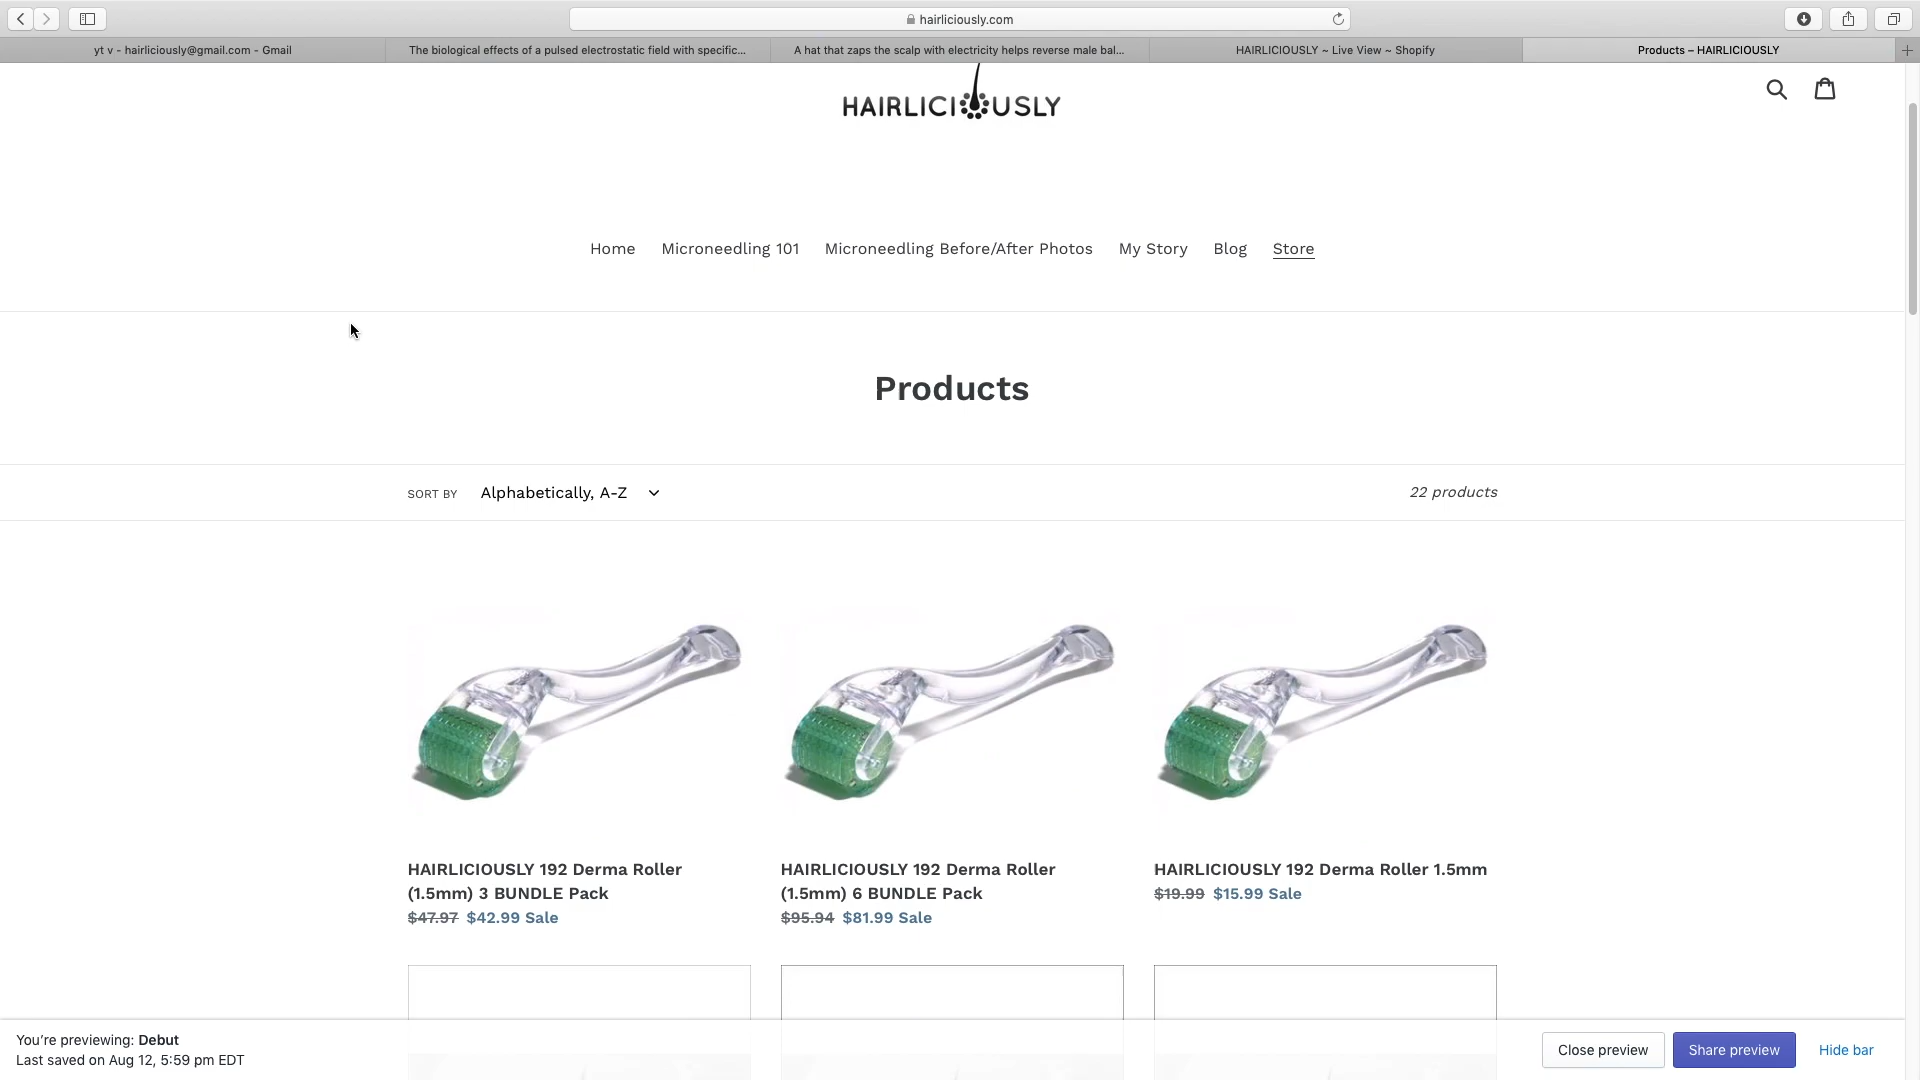 hairliciously.com
yt v - hairliciously@gmail.com - Gmail
The biological effects of a pulsed electrostatic field with specific...
A hat that zaps the scalp with electricity helps reverse male bal...
HAIRLICIOUSLY ~ Live View ~ Shopify
Products – HAIRLICIOUSLY
HAIRLICIOUSLY
Home
Microneedling 101
Microneedling Before/After Photos
My Story
Blog
Store
Products
SORT BY
Alphabetically, A-Z
22 products
HAIRLICIOUSLY 192 Derma Roller
(1.5mm) 3 BUNDLE Pack
$47.97 $42.99 Sale
HAIRLICIOUSLY 192 Derma Roller
(1.5mm) 6 BUNDLE Pack
$95.94 $81.99 Sale
HAIRLICIOUSLY 192 Derma Roller 1.5mm
$19.99 $15.99 Sale
You’re previewing: Debut
Last saved on Aug 12, 5:59 pm EDT
Close preview
Share preview
Hide bar